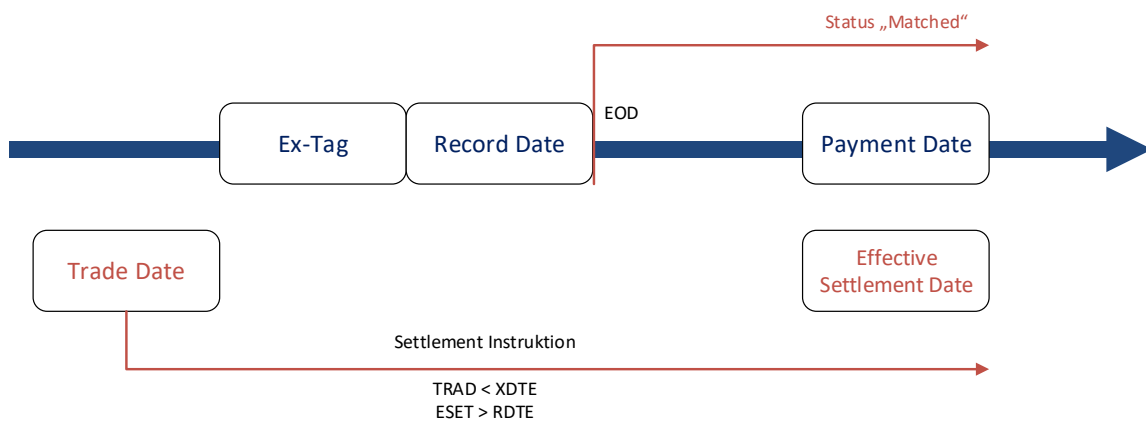 Status „Matched“
EOD
Ex-Tag
Record Date
Payment Date
Trade Date
Effective
Settlement Date
Settlement Instruktion
TRAD < XDTE
ESET > RDTE